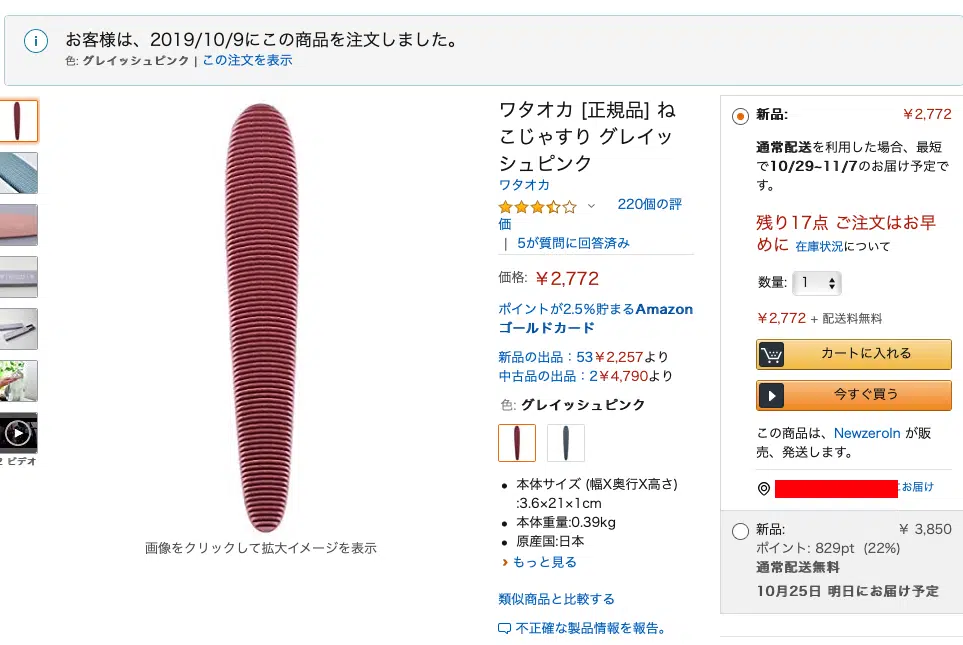 お客様は、2019/10/9にこの商品を注文しました。
色: グレイッシュピンク | この注文を表示
ビデオ
画像をクリックして拡大イメージを表示
ワタオカ [正規品] ね
こじゃすり グレイッ
シュピンク
ワタオカ
220個の評
価
| 5が質問に回答済み
価格: ￥2,772
ポイントが2.5％貯まるAmazon
ゴールドカード
新品の出品：53￥2,257より
中古品の出品：2￥4,790より
色: グレイッシュピンク
本体サイズ (幅X奥行X高さ)
:3.6×21×1cm
本体重量:0.39kg
原産国:日本
› もっと見る
類似商品と比較する
不正確な製品情報を報告。
新品: ￥2,772
通常配送を利用した場合、最短
で10/29~11/7のお届け予定で
す。
残り17点 ご注文はお早
めに 在庫状況について
数量: 1
￥2,772 + 配送料無料
カートに入れる
今すぐ買う
この商品は、Newzeroln が販
売、発送します。
お届け
新品: ￥ 3,850
ポイント: 829pt (22%)
通常配送無料
10月25日 明日にお届け予定